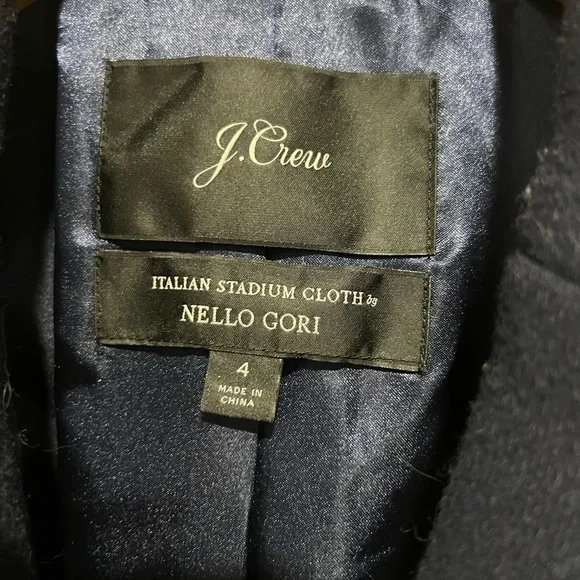 J.Crew
ITALIAN STADIUM CLOTH by
NELLO GORI
4
MADE IN
CHINA